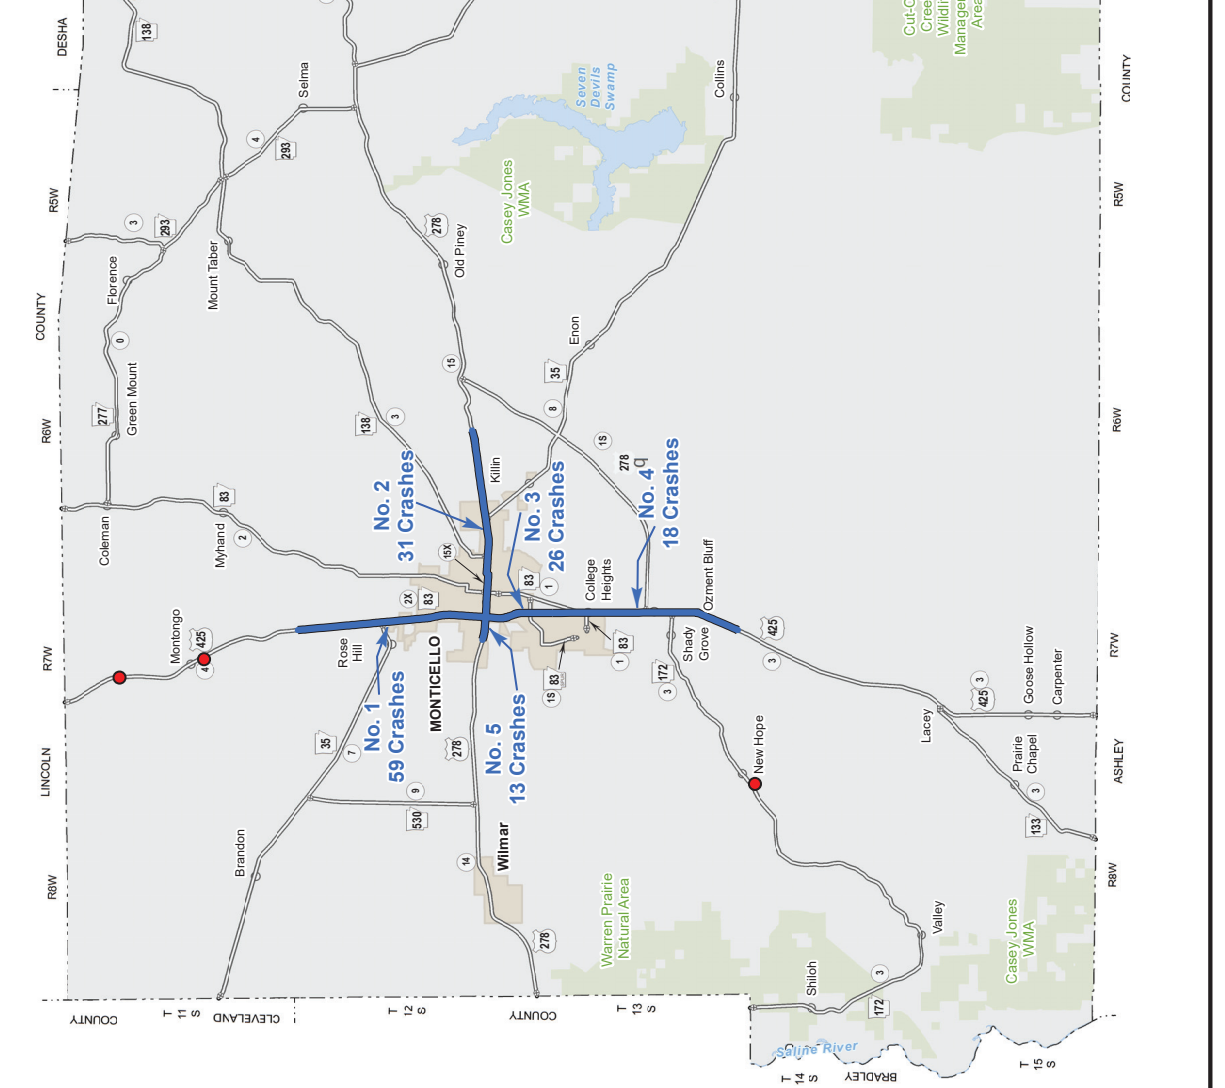 DESHA
138
Selma
4
293
COUNTY
R5W
3
293
Florence
Mount Taber
0
277
Green Mount
R6W
138
3
278
Old Piney
15
Casey Jones
WMA
Seven
Devils
Swamp
Collins
Cut-O
Cree
Wildli
Manager
Area
COUNTY
R5W
Enon
35
8
1S
278
q
R6W
Coleman
83
Myhand
2
Killin
No. 2
31 Crashes
No. 3
26 Crashes
No. 4
18 Crashes
15X
2X
83
83
1
College
Heights
Ozment Bluff
Montongo
425
4
R7W
Rose
Hill
MONTICELLO
No. 1
59 Crashes
No. 5
13 Crashes
1S
83
SPUR
1
83
Shady
Grove
172
3
425
3
R7W
LINCOLN
35
7
278
9
530
New Hope
Lacey
425
3
Goose Hollow
Carpenter
Prairie
Chapel
3
133
ASHLEY
Brandon
14
Wilmar
R8W
278
Warren Prairie
Natural Area
Valley
Casey Jones
WMA
R8W
Shiloh
3
172
COUNTY
T
11
S
CLEVELAND
T
12
S
COUNTY
T
13
S
Saline River
T
14
S
BRADLEY
T
15
S